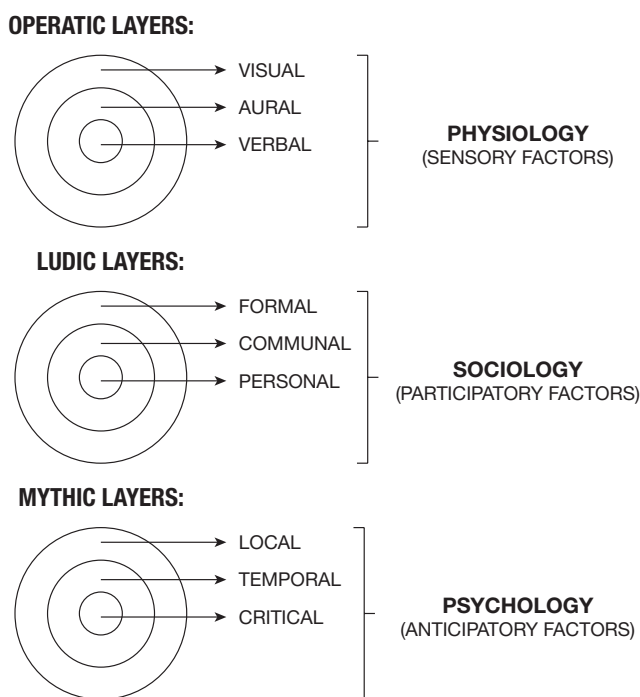 OPERATIC LAYERS:
VISUAL
AURAL
VERBAL
PHYSIOLOGY
(SENSORY FACTORS)
LUDIC LAYERS:
FORMAL
COMMUNAL
PERSONAL
SOCIOLOGY
(PARTICIPATORY FACTORS)
MYTHIC LAYERS:
LOCAL
TEMPORAL
CRITICAL
PSYCHOLOGY
(ANTICIPATORY FACTORS)